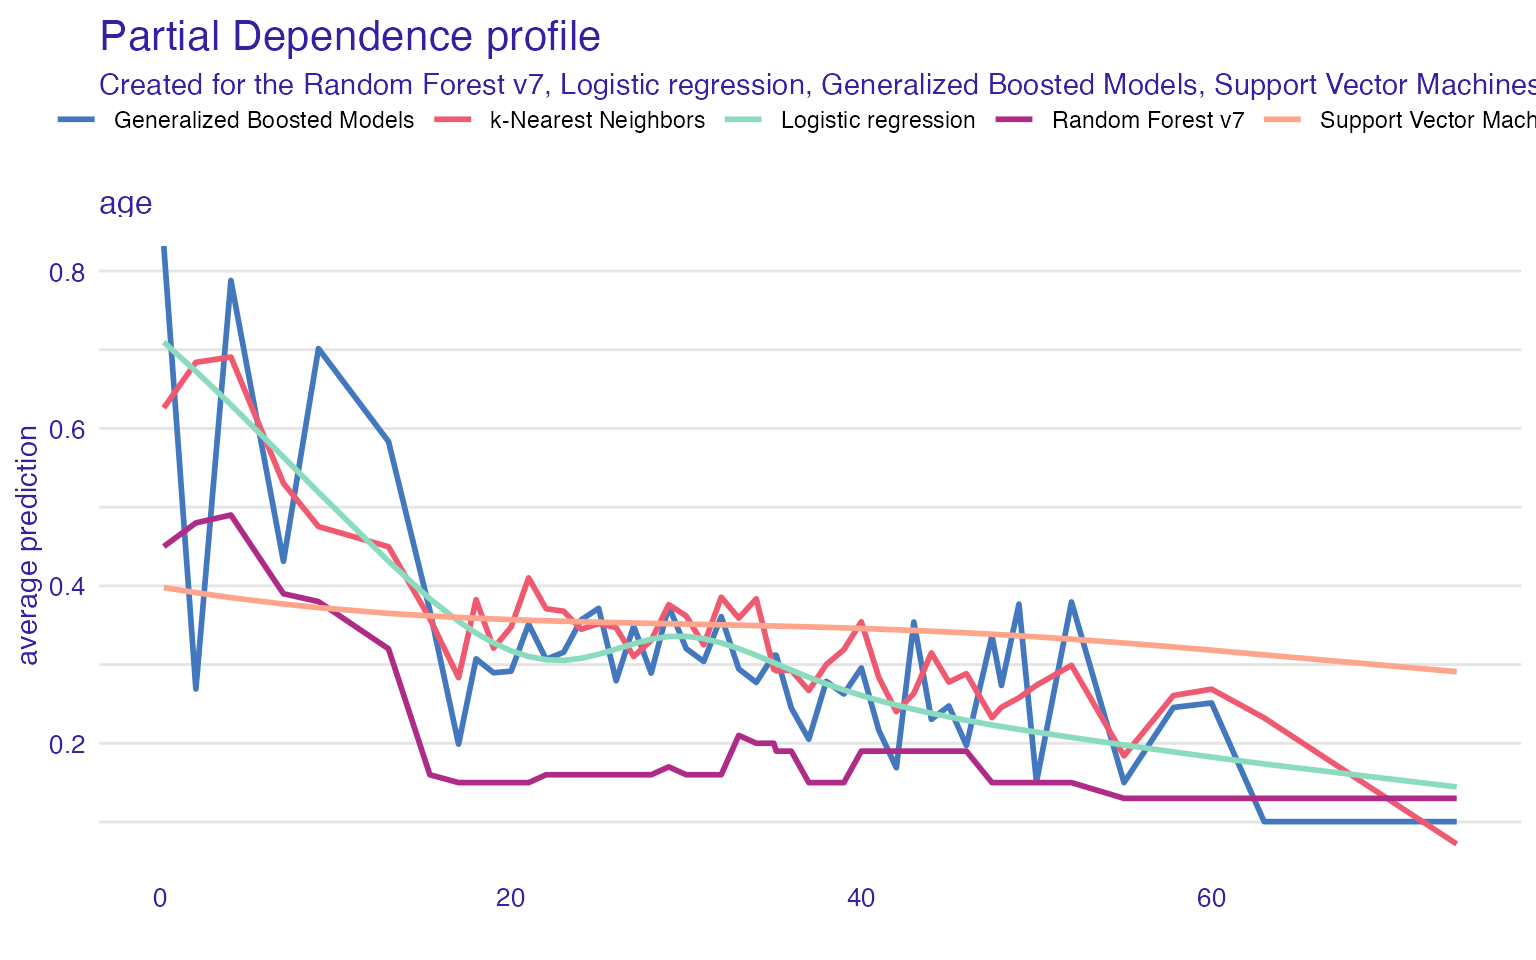 Partial Dependence profile
Created for the Random Forest v7, Logistic regression, Generalized Boosted Models, Support Vector Machines
Generalized Boosted Models k-Nearest Neighbors Logistic regression Random Forest v7 Support Vector Mach
age
average prediction
0.8
0.6
0.4
0.2
0 20 40 60